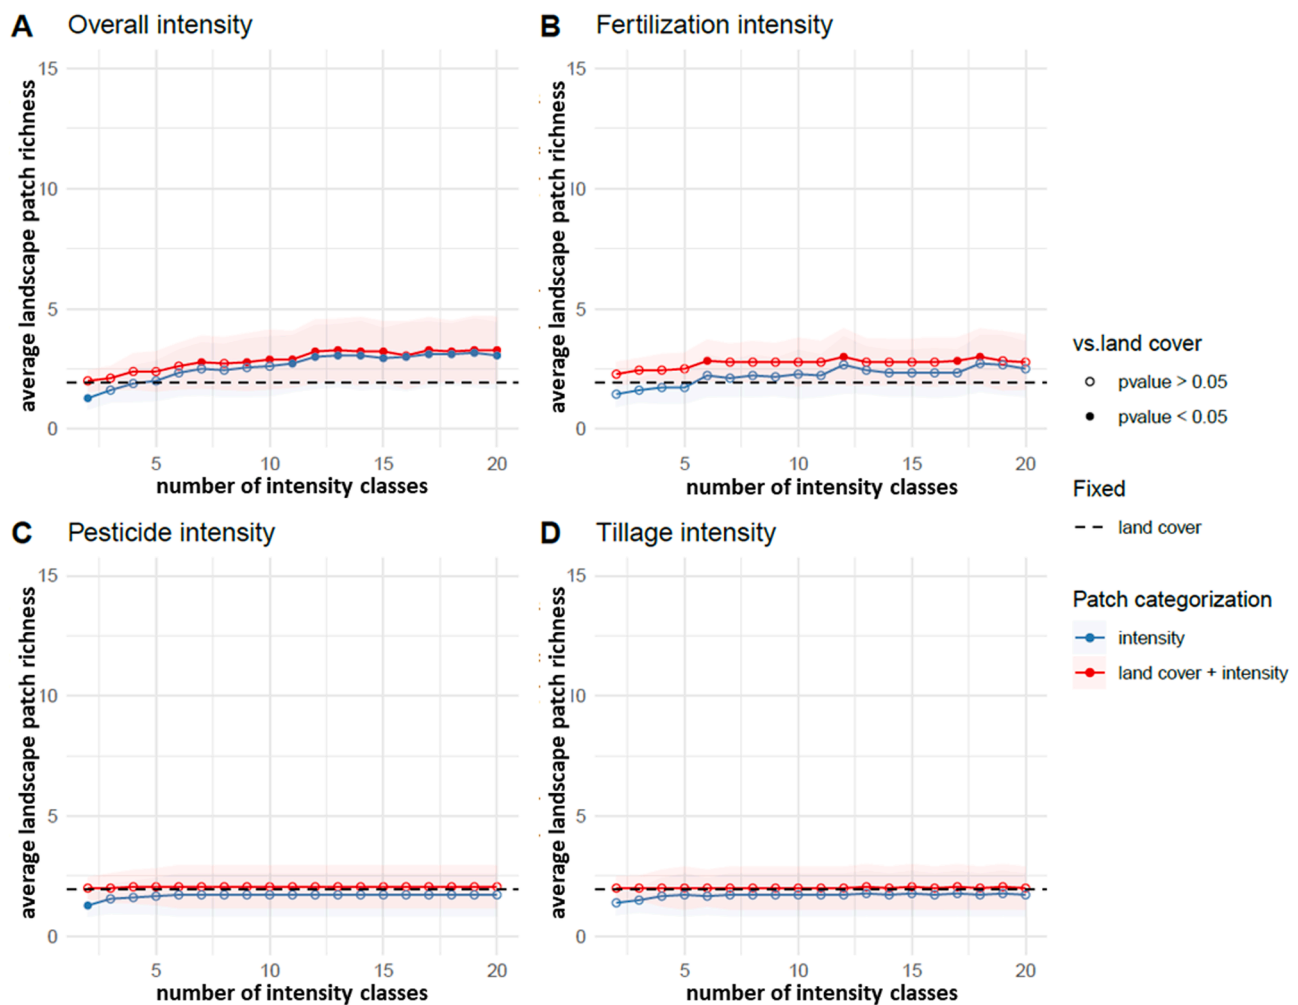 A Overall intensity
average landscape patch richness
15
10
5
0
5 10 15 20
number of intensity classes
B Fertilization intensity
average landscape patch richness
15
10
5
0
5 10 15 20
number of intensity classes
C Pesticide intensity
average landscape patch richness
15
10
5
0
5 10 15 20
number of intensity classes
D Tillage intensity
average landscape patch richness
15
10
5
0
5 10 15 20
number of intensity classes
vs.land cover
pvalue > 0.05
pvalue < 0.05
Fixed
land cover
Patch categorization
intensity
land cover + intensity